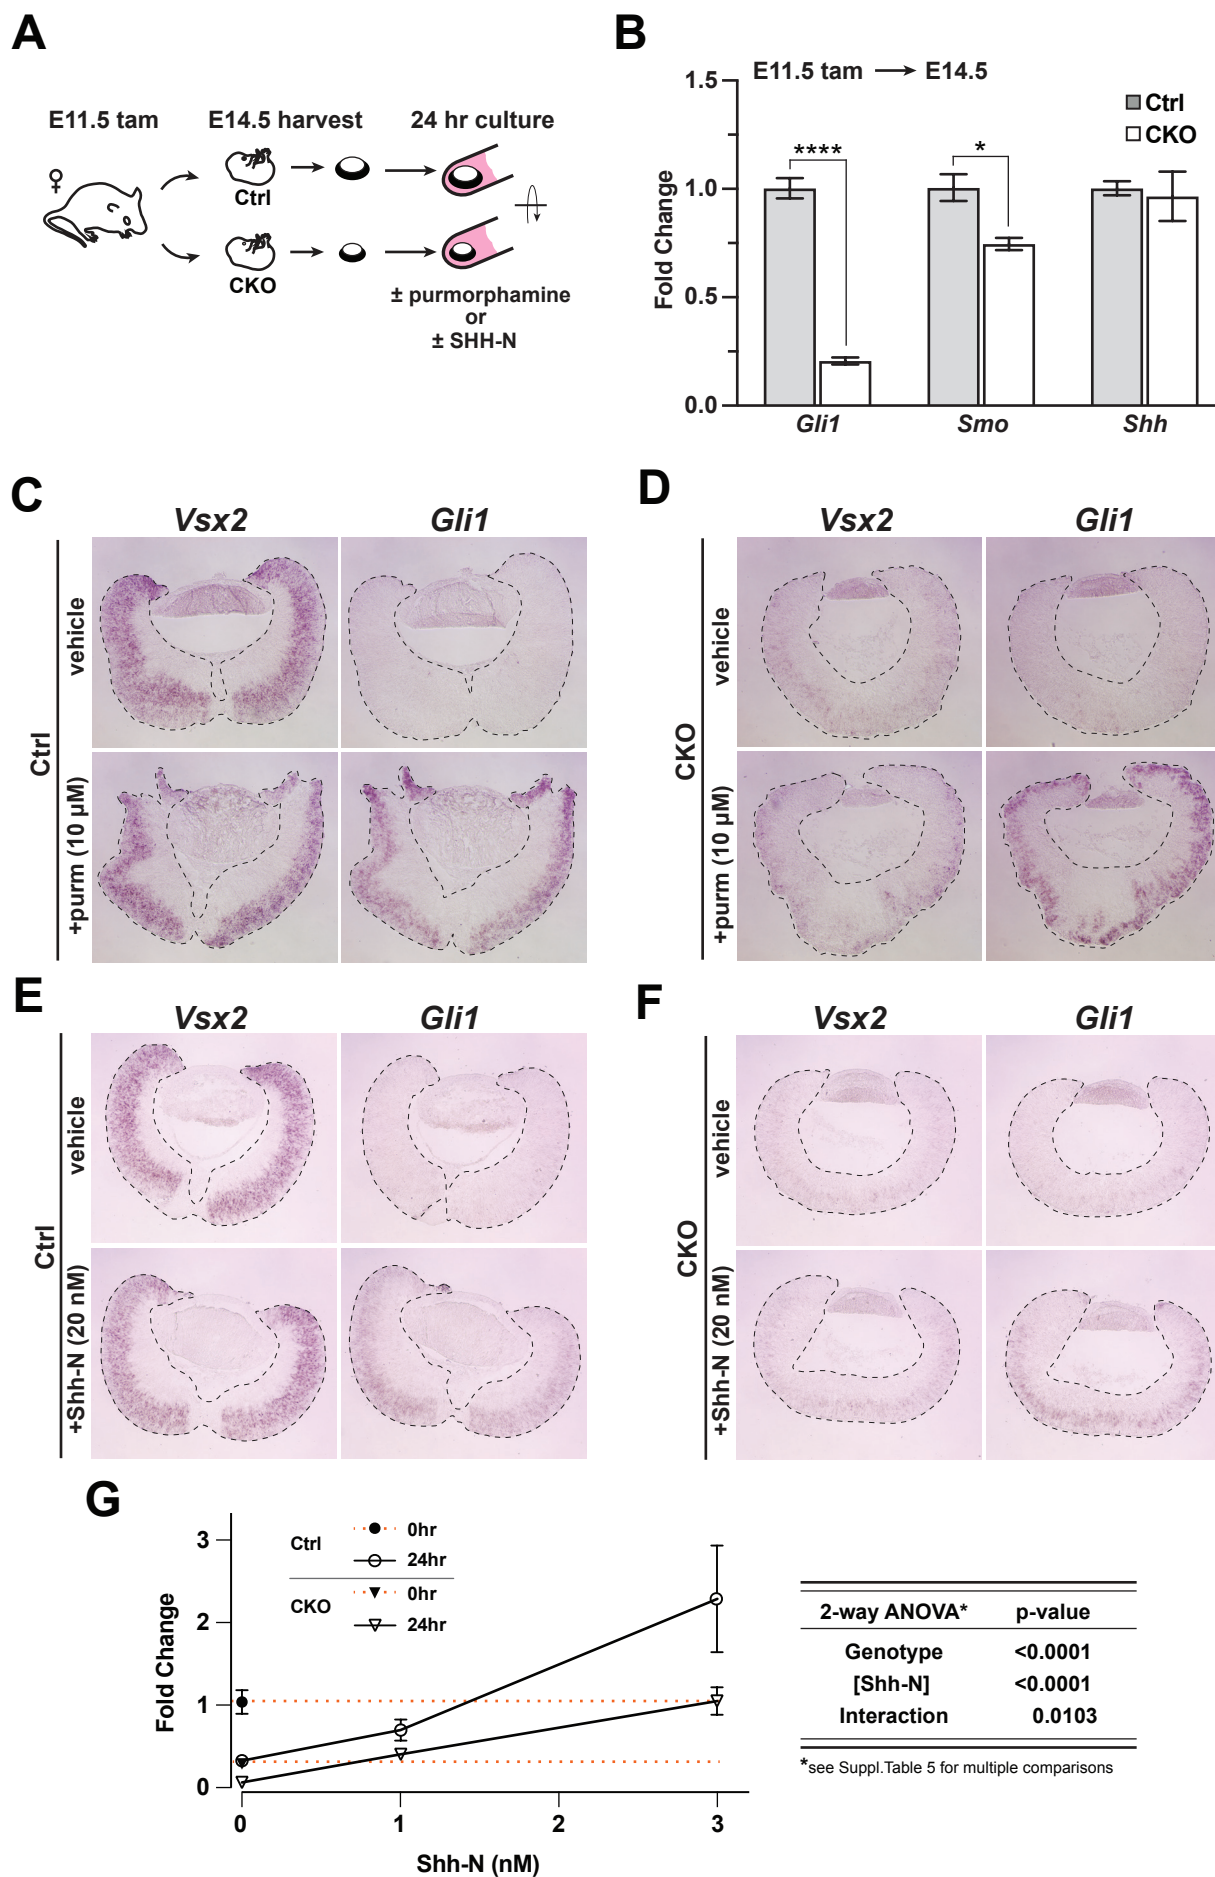 A
E11.5 tam
E14.5 harvest
24 hr culture
♀
Ctrl
CKO
± purmorphamine
or
± SHH-N
B
E11.5 tam → E14.5
Ctrl
CKO
Fold Change
1.5
1.0
0.5
0.0
****
*
Gli1
Smo
Shh
C
Vsx2
Gli1
Ctrl
vehicle
+purm (10 µM)
D
Vsx2
Gli1
CKO
vehicle
+purm (10 µM)
E
Vsx2
Gli1
Ctrl
vehicle
+Shh-N (20 nM)
F
Vsx2
Gli1
CKO
vehicle
+Shh-N (20 nM)
G
Fold Change
3
2
1
0
Ctrl
0hr
24hr
CKO
0hr
24hr
0
1
2
3
Shh-N (nM)
2-way ANOVA* p-value
Genotype <0.0001
[Shh-N] <0.0001
Interaction 0.0103
*see Suppl.Table 5 for multiple comparisons